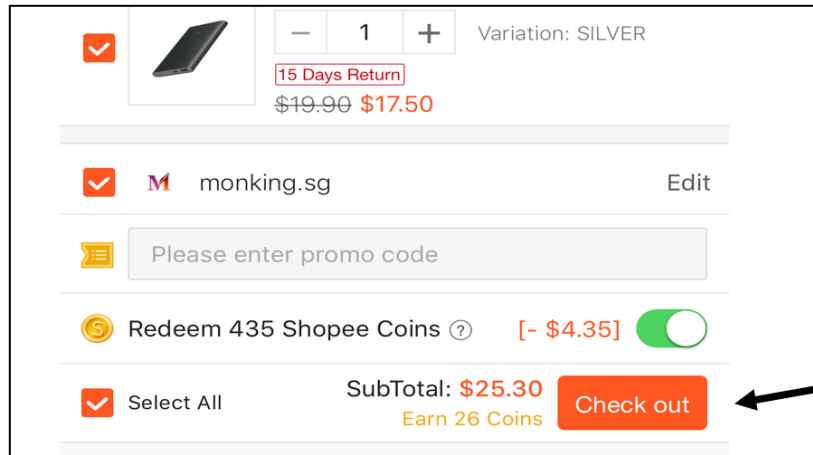 1 Variation: SILVER
15 Days Return
$19.90 $17.50
M monking.sg Edit
Please enter promo code
S Redeem 435 Shopee Coins ? [- $4.35]
Select All SubTotal: $25.30 Check out
Earn 26 Coins